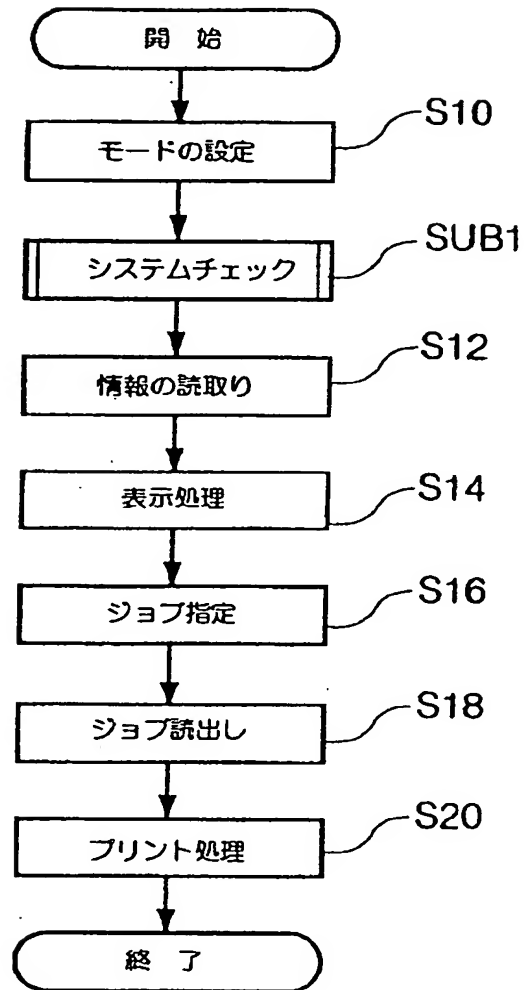 開 始
S10
モードの設定
SUB1
システムチェック
S12
情報の読取り
S14
表示処理
S16
ジョブ指定
S18
ジョブ読出し
S20
プリント処理
終 了